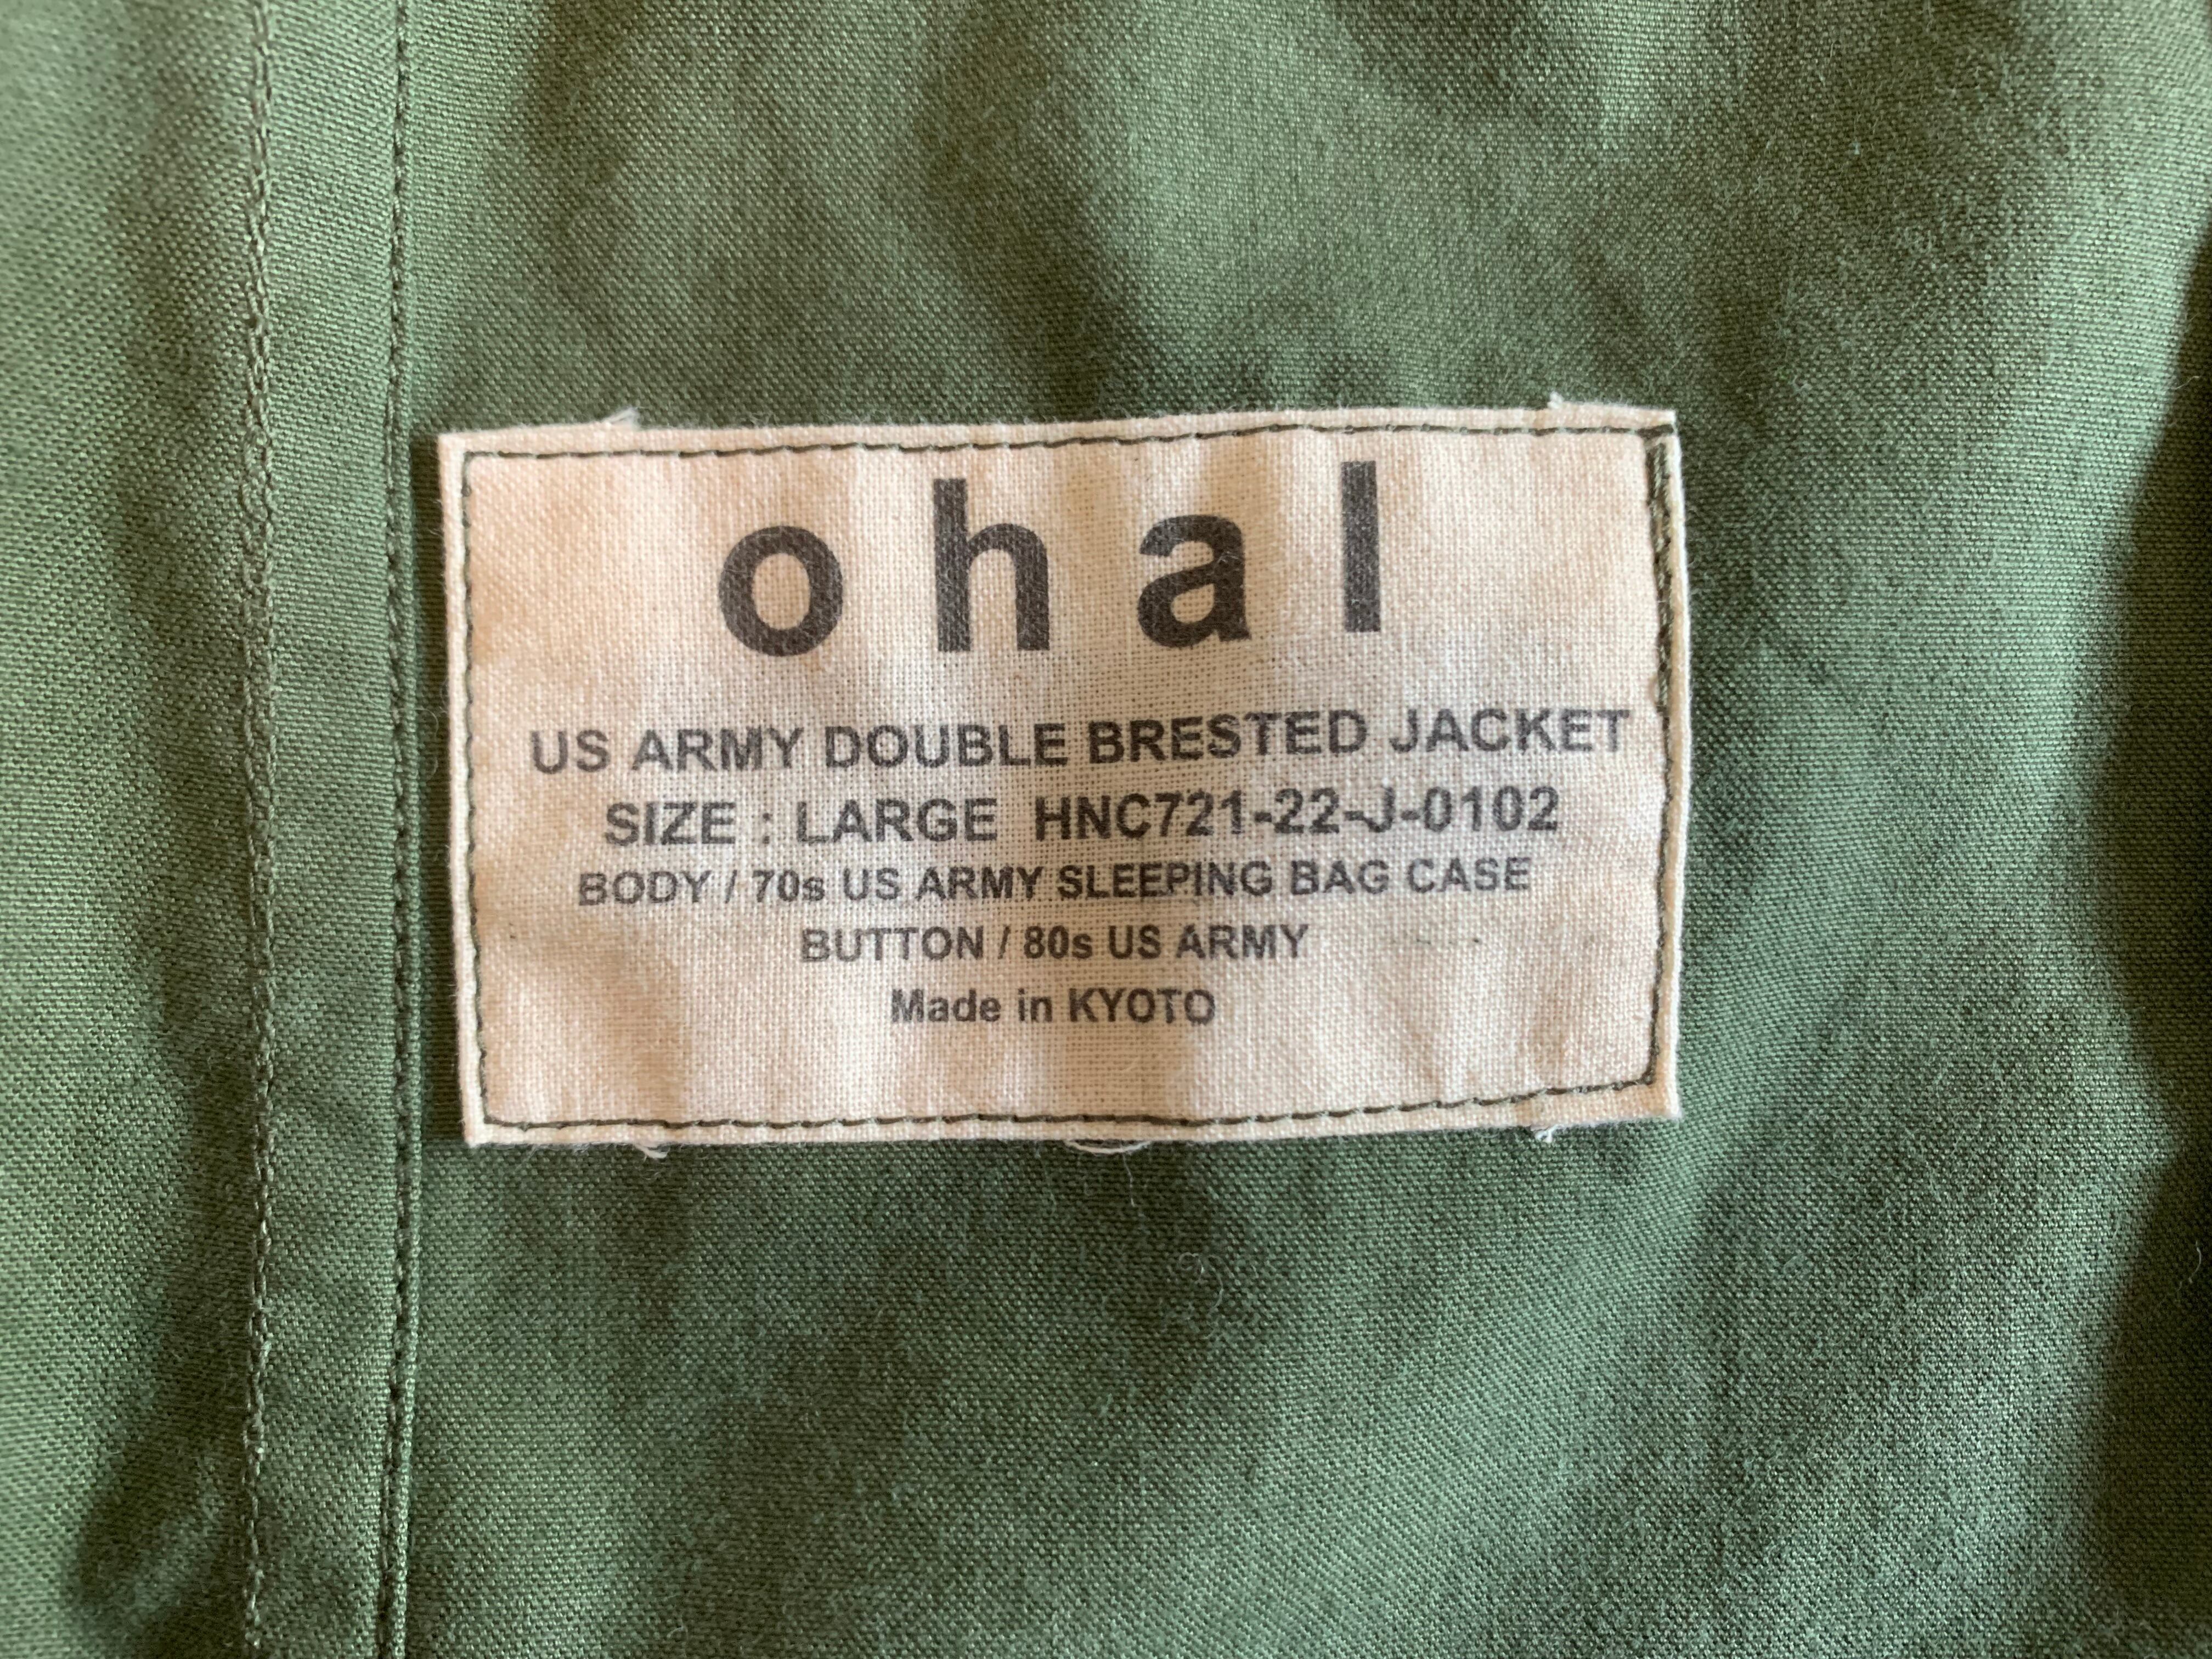 ohal
US ARMY DOUBLE BRESTED JACKET
SIZE : LARGE HNC721-22-J-0102
BODY / 70s US ARMY SLEEPING BAG CASE
BUTTON / 80s US ARMY
Made in KYOTO